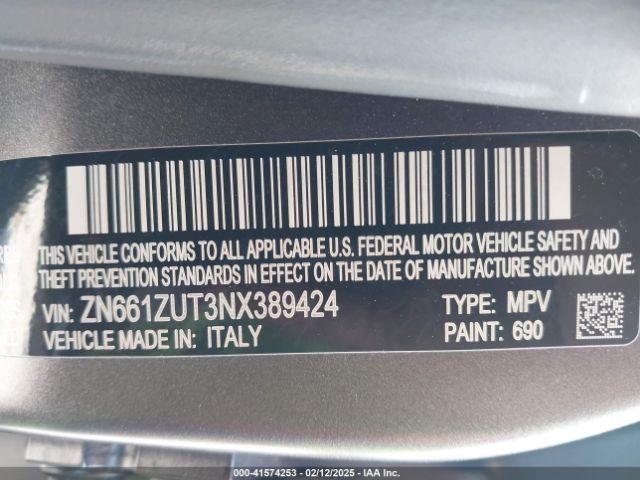 THIS VEHICLE CONFORMS TO ALL APPLICABLE U.S. FEDERAL MOTOR VEHICLE SAFETY AND
THEFT PREVENTION STANDARDS IN EFFECT ON THE DATE OF MANUFACTURE SHOWN ABOVE.
VIN: ZN661ZUT3NX389424 TYPE: MPV
VEHICLE MADE IN: ITALY PAINT: 690
000-41574253 - 02/12/2025 - IAA Inc.